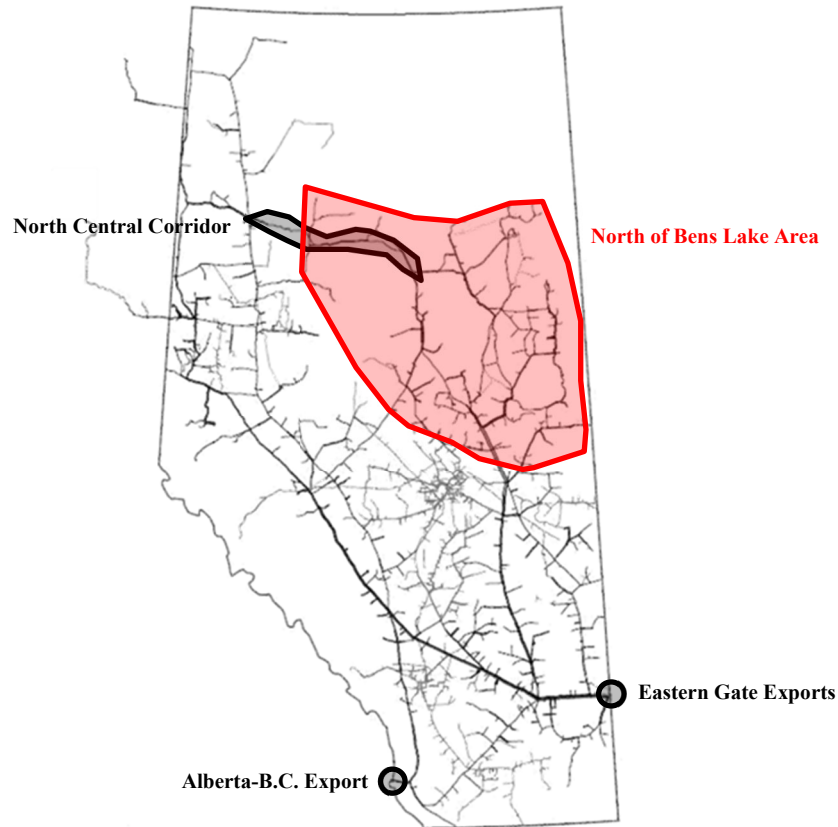 North Central Corridor
North of Bens Lake Area
Eastern Gate Exports
Alberta-B.C. Export